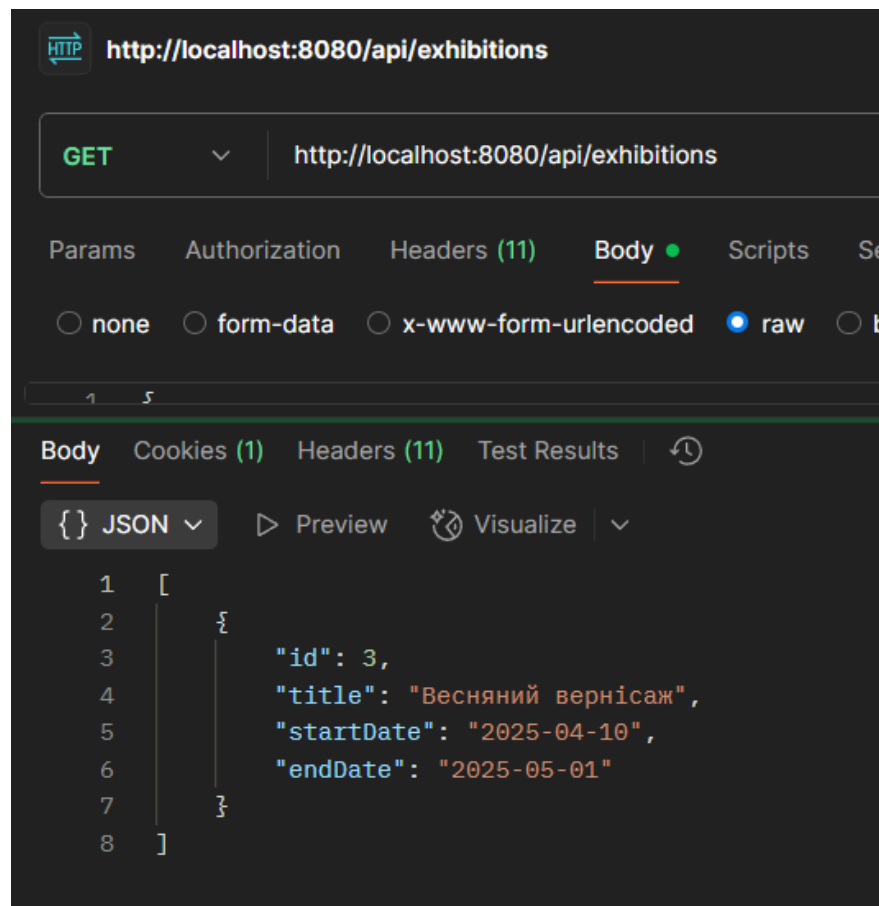 HTTP http://localhost:8080/api/exhibitions
GET http://localhost:8080/api/exhibitions
Params Authorization Headers (11) Body Scripts
none form-data x-www-form-urlencoded raw
1 {
Body Cookies (1) Headers (11) Test Results
{} JSON Preview Visualize
1 [
2 {
3 "id": 3,
4 "title": "Весняний вернісаж",
5 "startDate": "2025-04-10",
6 "endDate": "2025-05-01"
7 }
8 ]